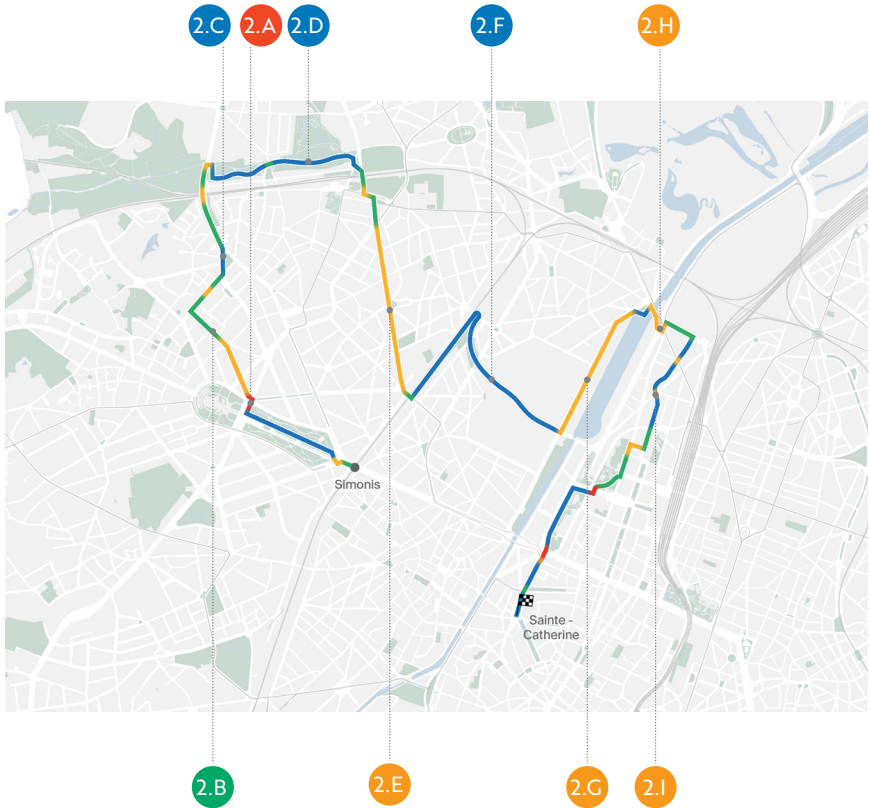 2.C 2.A 2.D 2.F 2.H
Simonis
Sainte -
Catherine
2.B 2.E 2.G 2.I